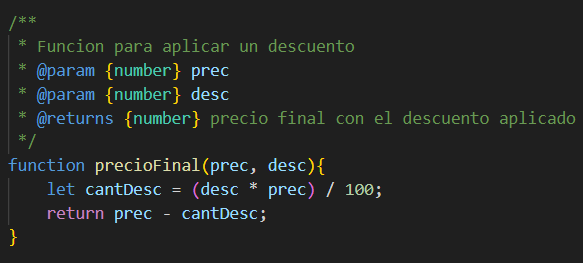 /**
 * Funcion para aplicar un descuento
 * @param {number} prec
 * @param {number} desc
 * @returns {number} precio final con el descuento aplicado
 */
function precioFinal(prec, desc){
    let cantDesc = (desc * prec) / 100;
    return prec - cantDesc;
}